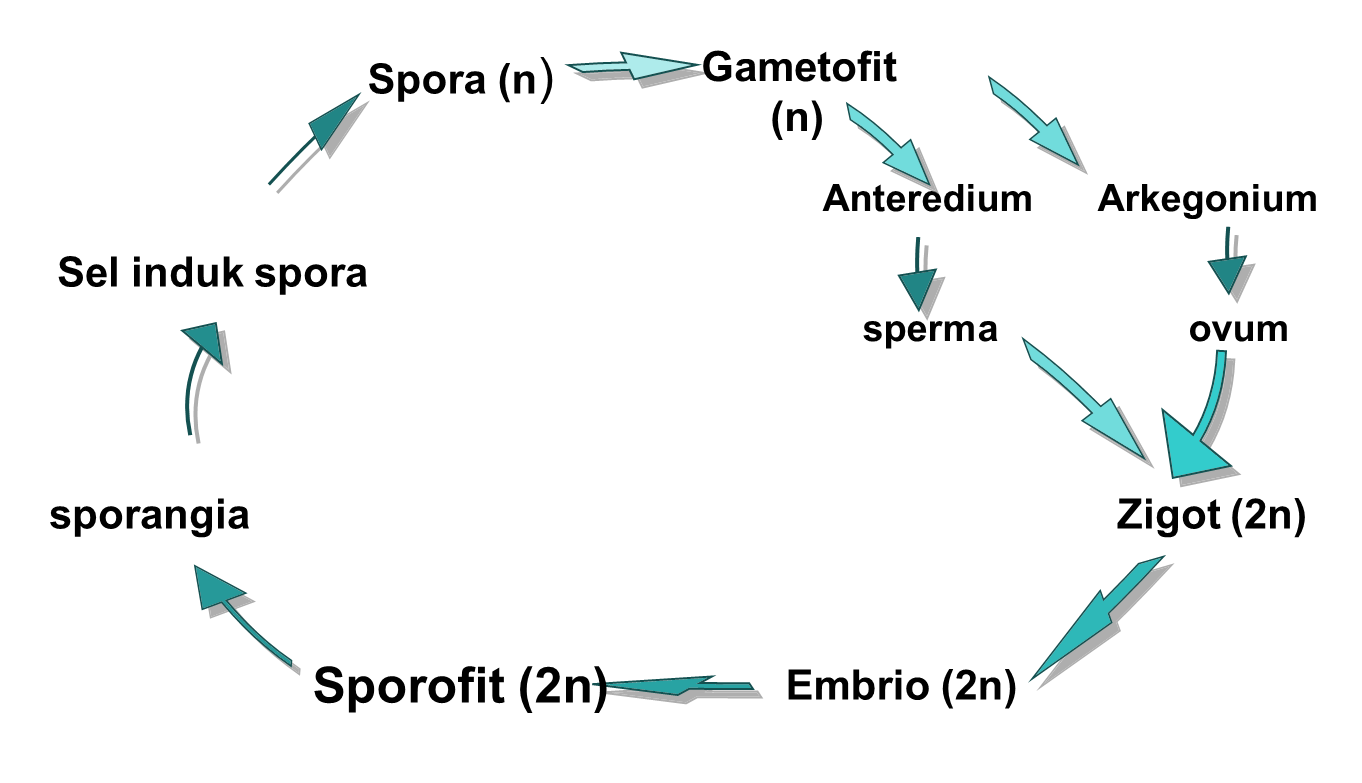 Spora (n)
Gametofit
(n)
Anteredium
Arkegonium
Sel induk spora
sperma
ovum
sporangia
Zigot (2n)
Sporofit (2n)
Embrio (2n)